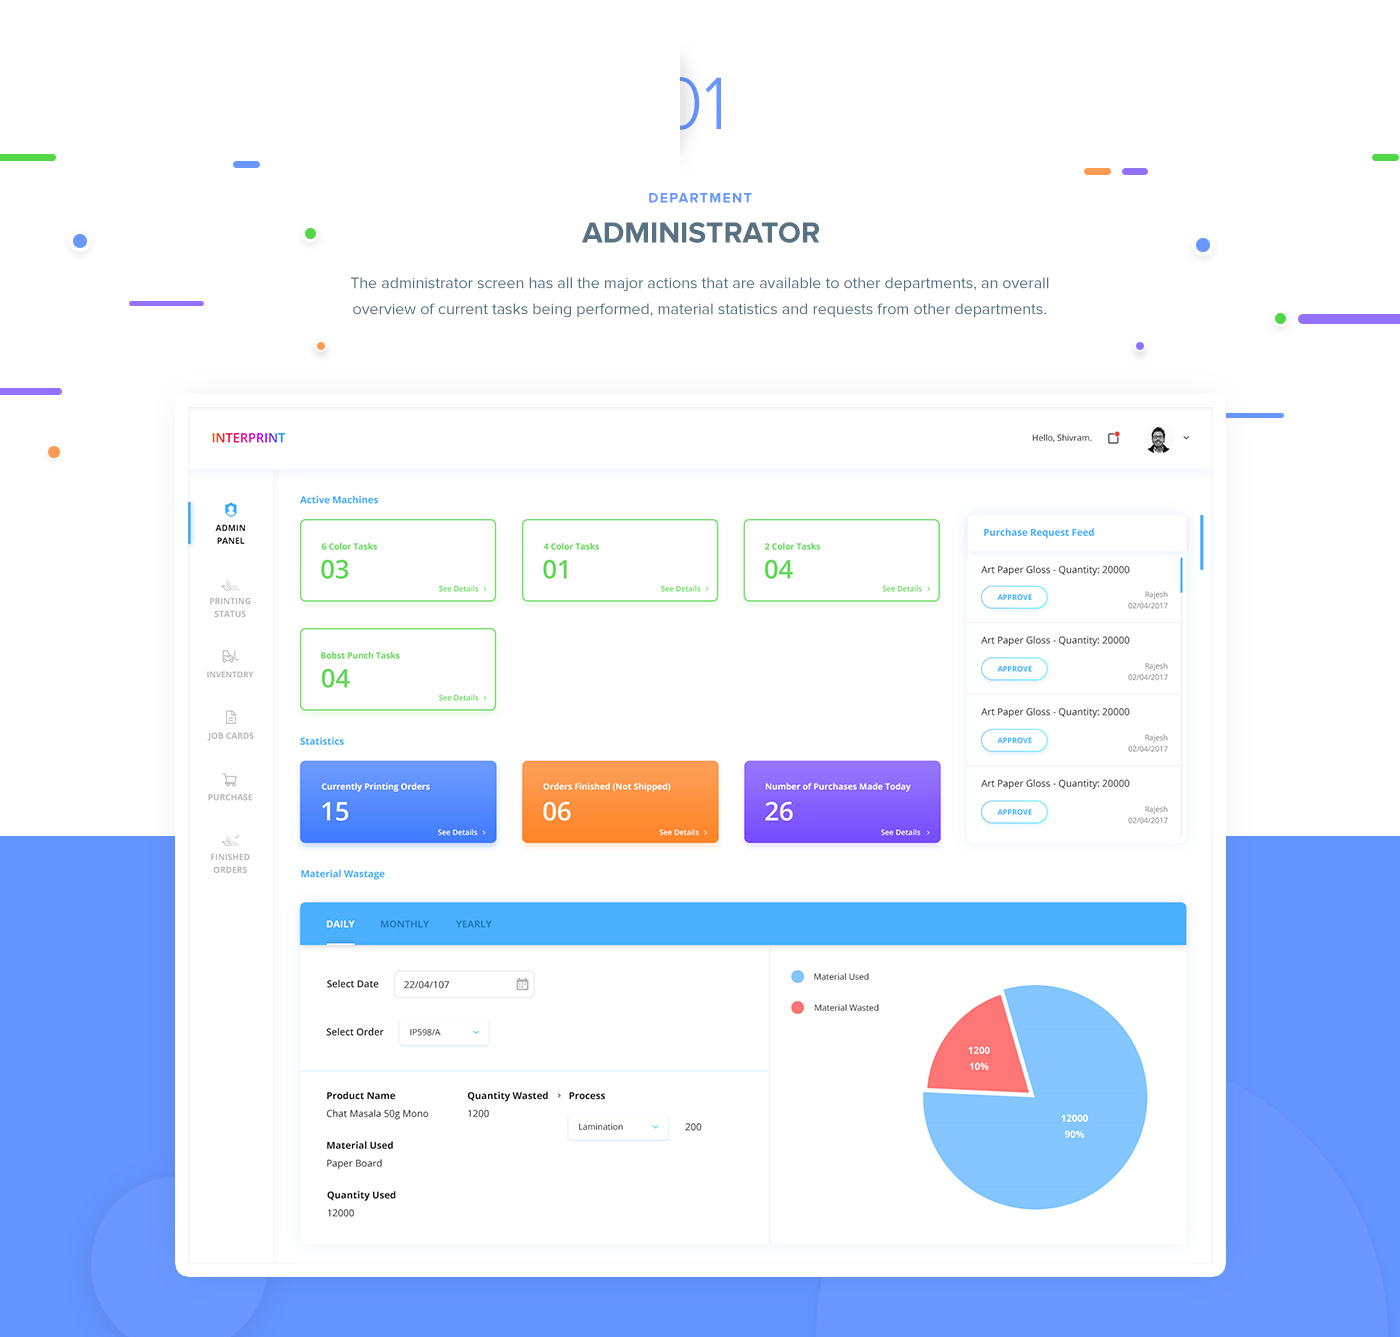 01
DEPARTMENT
ADMINISTRATOR
The administrator screen has all the major actions that are available to other departments, an overall
overview of current tasks being performed, material statistics and requests from other departments.
INTERPRINT
Hello, Shivram.
ADMIN
PANEL
PRINTING
STATUS
INVENTORY
JOB CARDS
PURCHASE
FINISHED
ORDERS
Active Machines
6 Color Tasks
03
See Details
4 Color Tasks
01
See Details
2 Color Tasks
04
See Details
Bobst Punch Tasks
04
See Details
Purchase Request Feed
Art Paper Gloss - Quantity: 20000
APPROVE
Rajesh
02/04/2017
Art Paper Gloss - Quantity: 20000
APPROVE
Rajesh
02/04/2017
Art Paper Gloss - Quantity: 20000
APPROVE
Rajesh
02/04/2017
Art Paper Gloss - Quantity: 20000
APPROVE
Rajesh
02/04/2017
Statistics
Currently Printing Orders
15
See Details
Orders Finished (Not Shipped)
06
See Details
Number of Purchases Made Today
26
See Details
Material Wastage
DAILY MONTHLY YEARLY
Select Date 22/04/107
Select Order IP598/A
Product Name
Chat Masala 50g Mono
Material Used
Paper Board
Quantity Used
12000
Quantity Wasted > Process
1200
Lamination 200
Material Used
Material Wasted
1200
10%
12000
90%